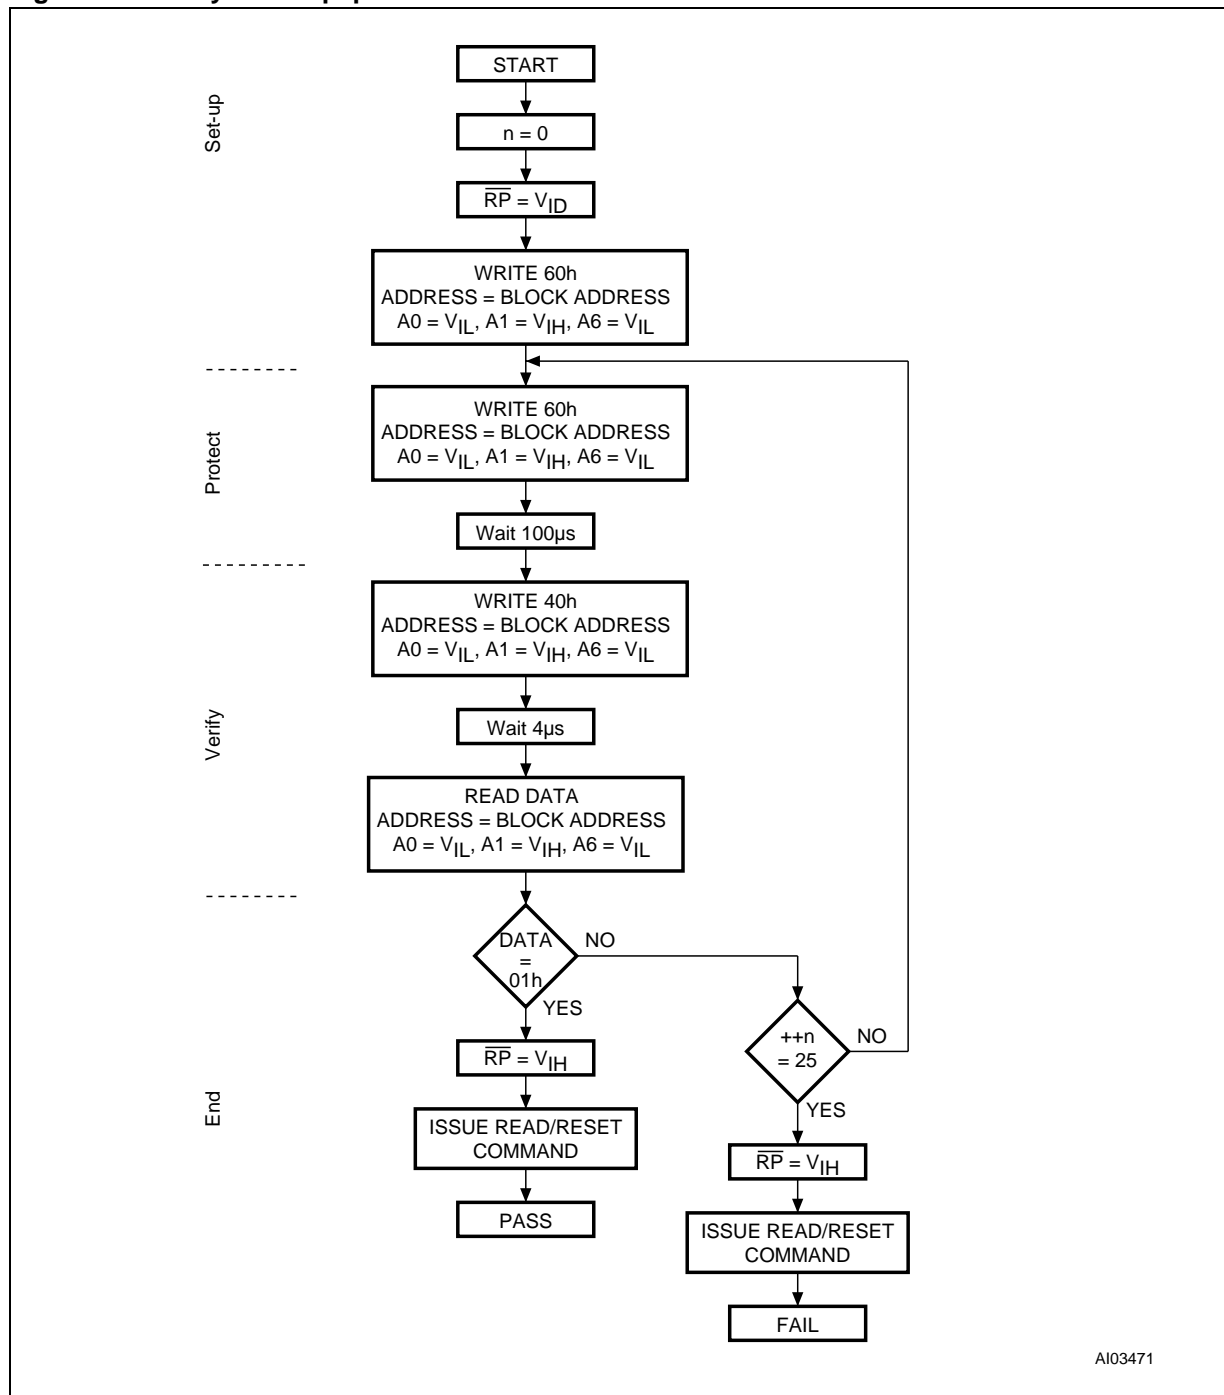 START
Set-up
n = 0
R̅P̅ = VID
WRITE 60h
ADDRESS = BLOCK ADDRESS
A0 = VIL, A1 = VIH, A6 = VIL
Protect
WRITE 60h
ADDRESS = BLOCK ADDRESS
A0 = VIL, A1 = VIH, A6 = VIL
Wait 100µs
Verify
WRITE 40h
ADDRESS = BLOCK ADDRESS
A0 = VIL, A1 = VIH, A6 = VIL
Wait 4µs
READ DATA
ADDRESS = BLOCK ADDRESS
A0 = VIL, A1 = VIH, A6 = VIL
End
DATA
=
01h
NO
YES
++n
= 25
NO
YES
R̅P̅ = VIH
ISSUE READ/RESET
COMMAND
PASS
R̅P̅ = VIH
ISSUE READ/RESET
COMMAND
FAIL
AI03471